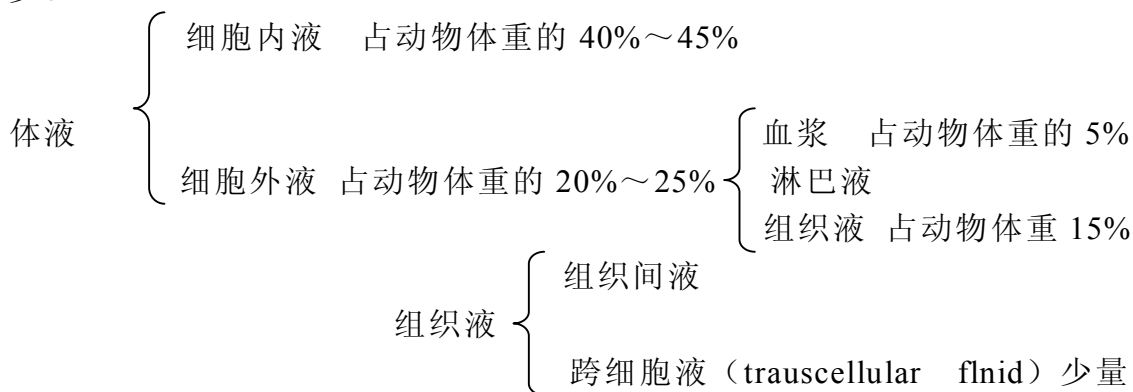 细胞内液 占动物体重的 40%～45%
体液
血浆 占动物体重的 5%
细胞外液 占动物体重的 20%～25%
淋巴液
组织液 占动物体重 15%
组织间液
组织液
跨细胞液（trauscellular flnid）少量